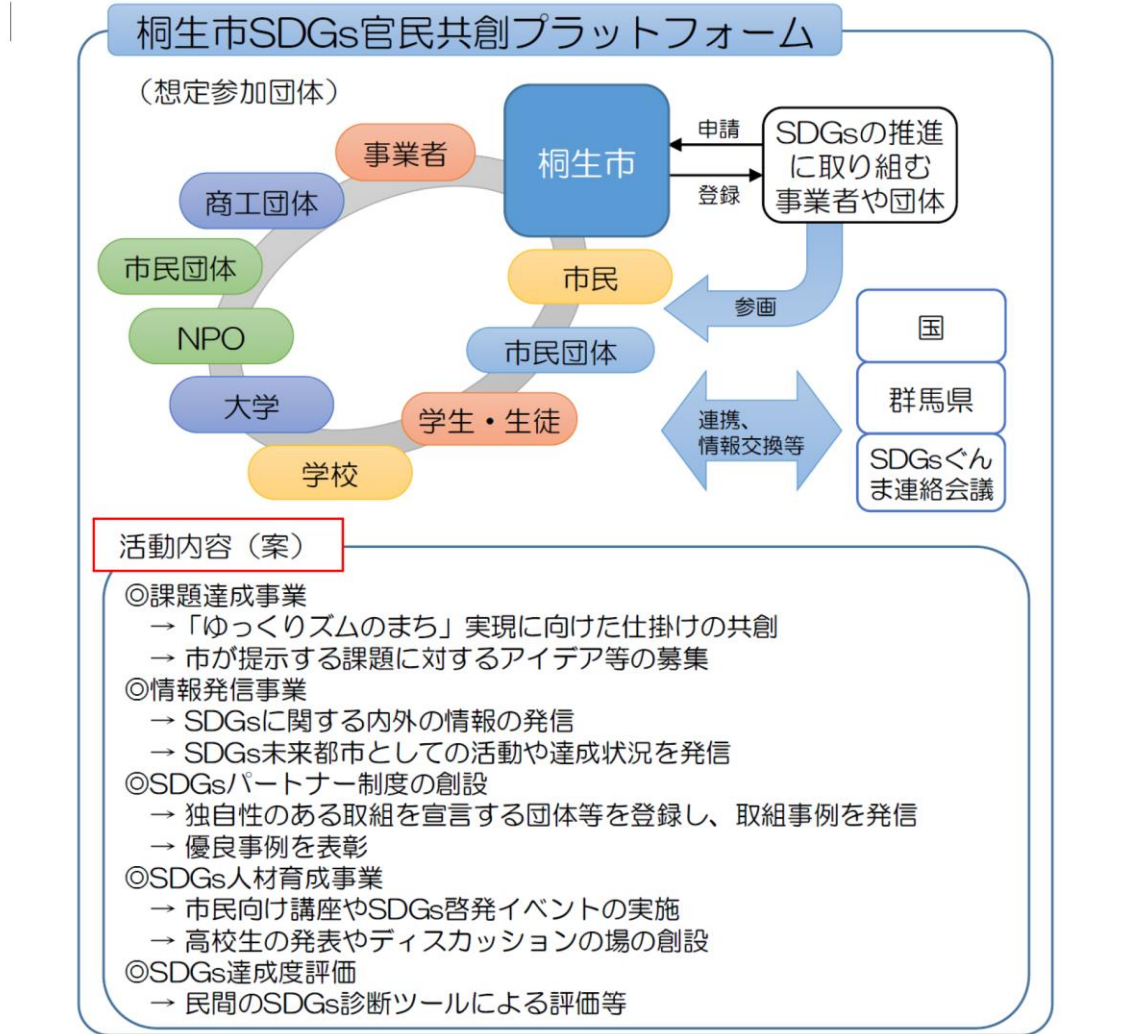 桐生市SDGs官民共創プラットフォーム
（想定参加団体）
事業者
商工団体
市民団体
NPO
大学
学校
学生・生徒
市民団体
市民
桐生市
申請
登録
SDGsの推進
に取り組む
事業者や団体
参画
連携、
情報交換等
国
群馬県
SDGsぐん
ま連絡会議
活動内容（案）
◎課題達成事業
→「ゆっくりズムのまち」実現に向けた仕掛けの共創
→ 市が提示する課題に対するアイデア等の募集
◎情報発信事業
→ SDGsに関する内外の情報の発信
→ SDGs未来都市としての活動や達成状況を発信
◎SDGsパートナー制度の創設
→ 独自性のある取組を宣言する団体等を登録し、取組事例を発信
→ 優良事例を表彰
◎SDGs人材育成事業
→ 市民向け講座やSDGs啓発イベントの実施
→ 高校生の発表やディスカッションの場の創設
◎SDGs達成度評価
→ 民間のSDGs診断ツールによる評価等